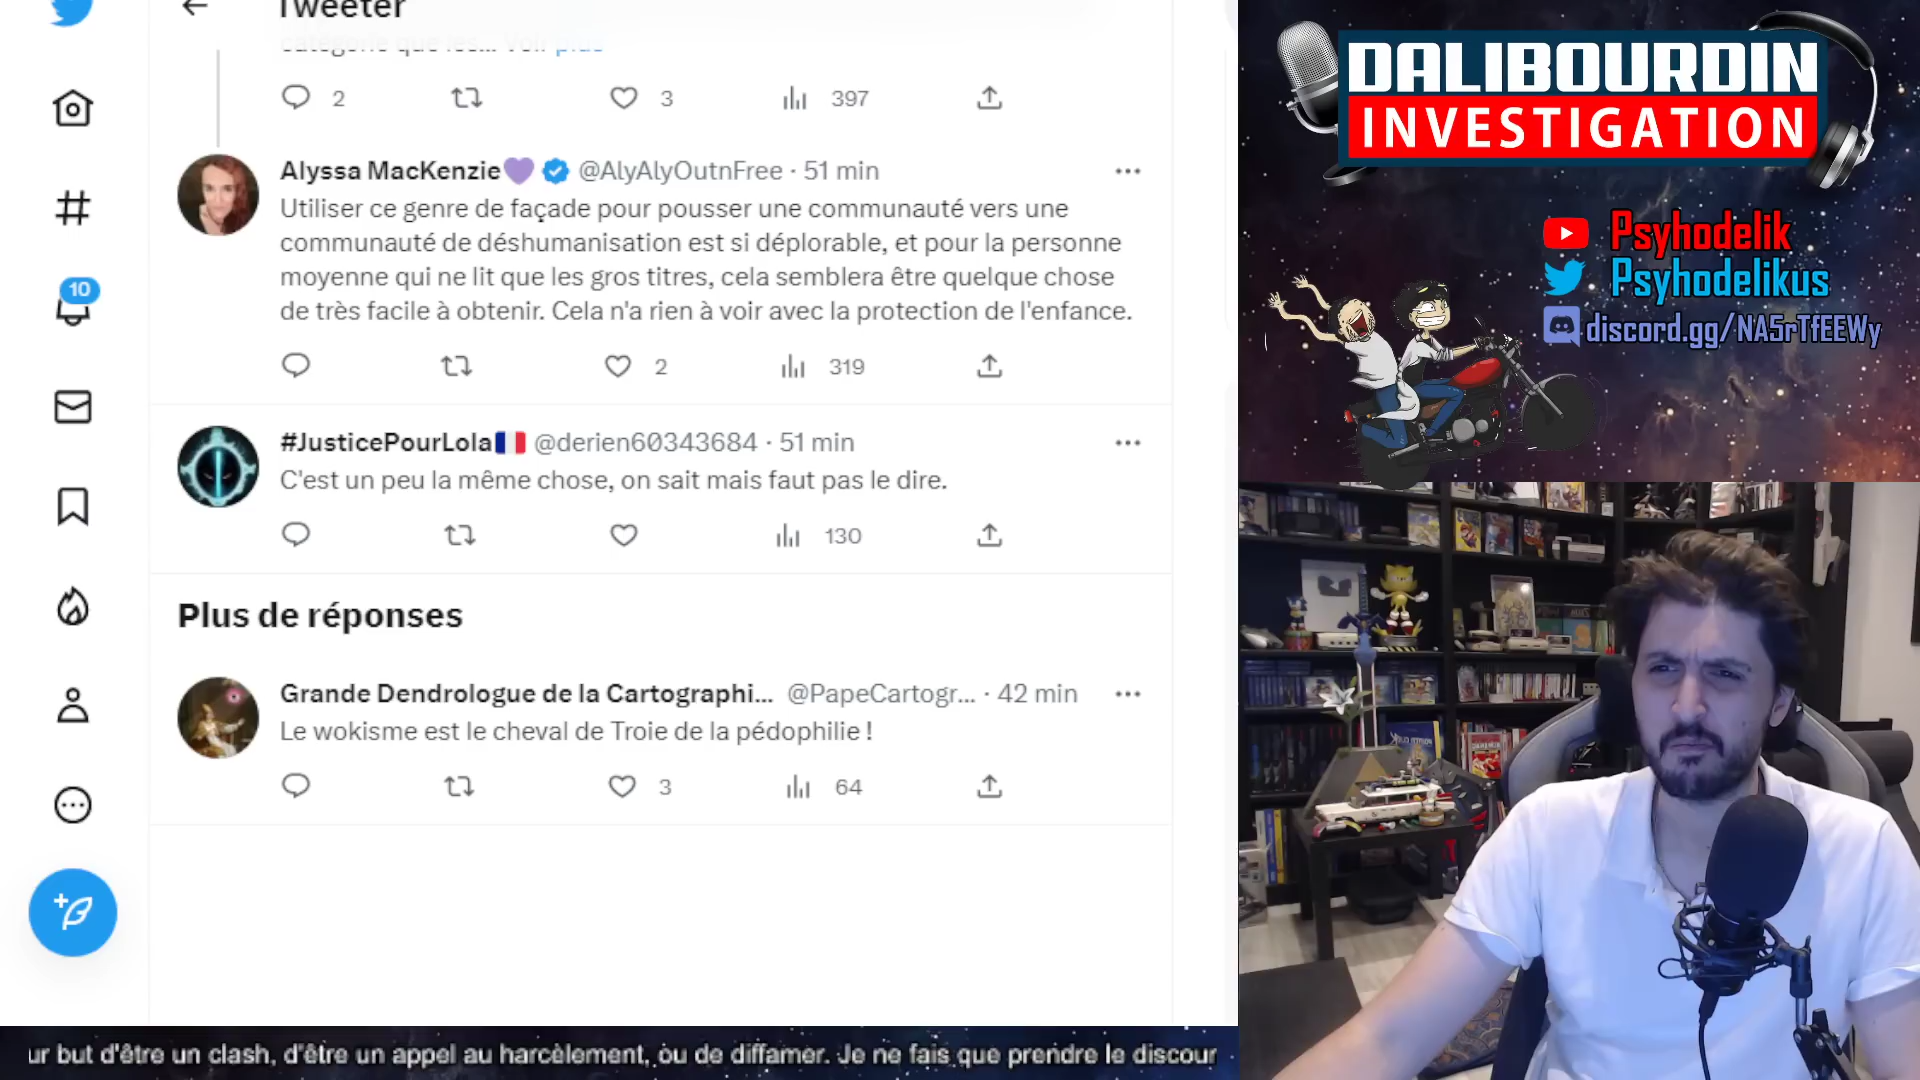 Tweeter
catégorie que les... Voir plus
2 3 397
Alyssa MacKenzie💜 @AlyAlyOutnFree · 51 min
Utiliser ce genre de façade pour pousser une communauté vers une
communauté de déshumanisation est si déplorable, et pour la personne
moyenne qui ne lit que les gros titres, cela semblera être quelque chose
de très facile à obtenir. Cela n'a rien à voir avec la protection de l'enfance.
2 319
#JusticePourLola🇫🇷 @derien60343684 · 51 min
C'est un peu la même chose, on sait mais faut pas le dire.
130
Plus de réponses
Grande Dendrologue de la Cartographi... @PapeCartogr... · 42 min
Le wokisme est le cheval de Troie de la pédophilie !
3 64
10
DALIBOURDIN
INVESTIGATION
Psyhodelik
Psyhodelikus
discord.gg/NA5rTfEEWy
ur but d'être un clash, d'être un appel au harcèlement, ou de diffamer. Je ne fais que prendre le discour